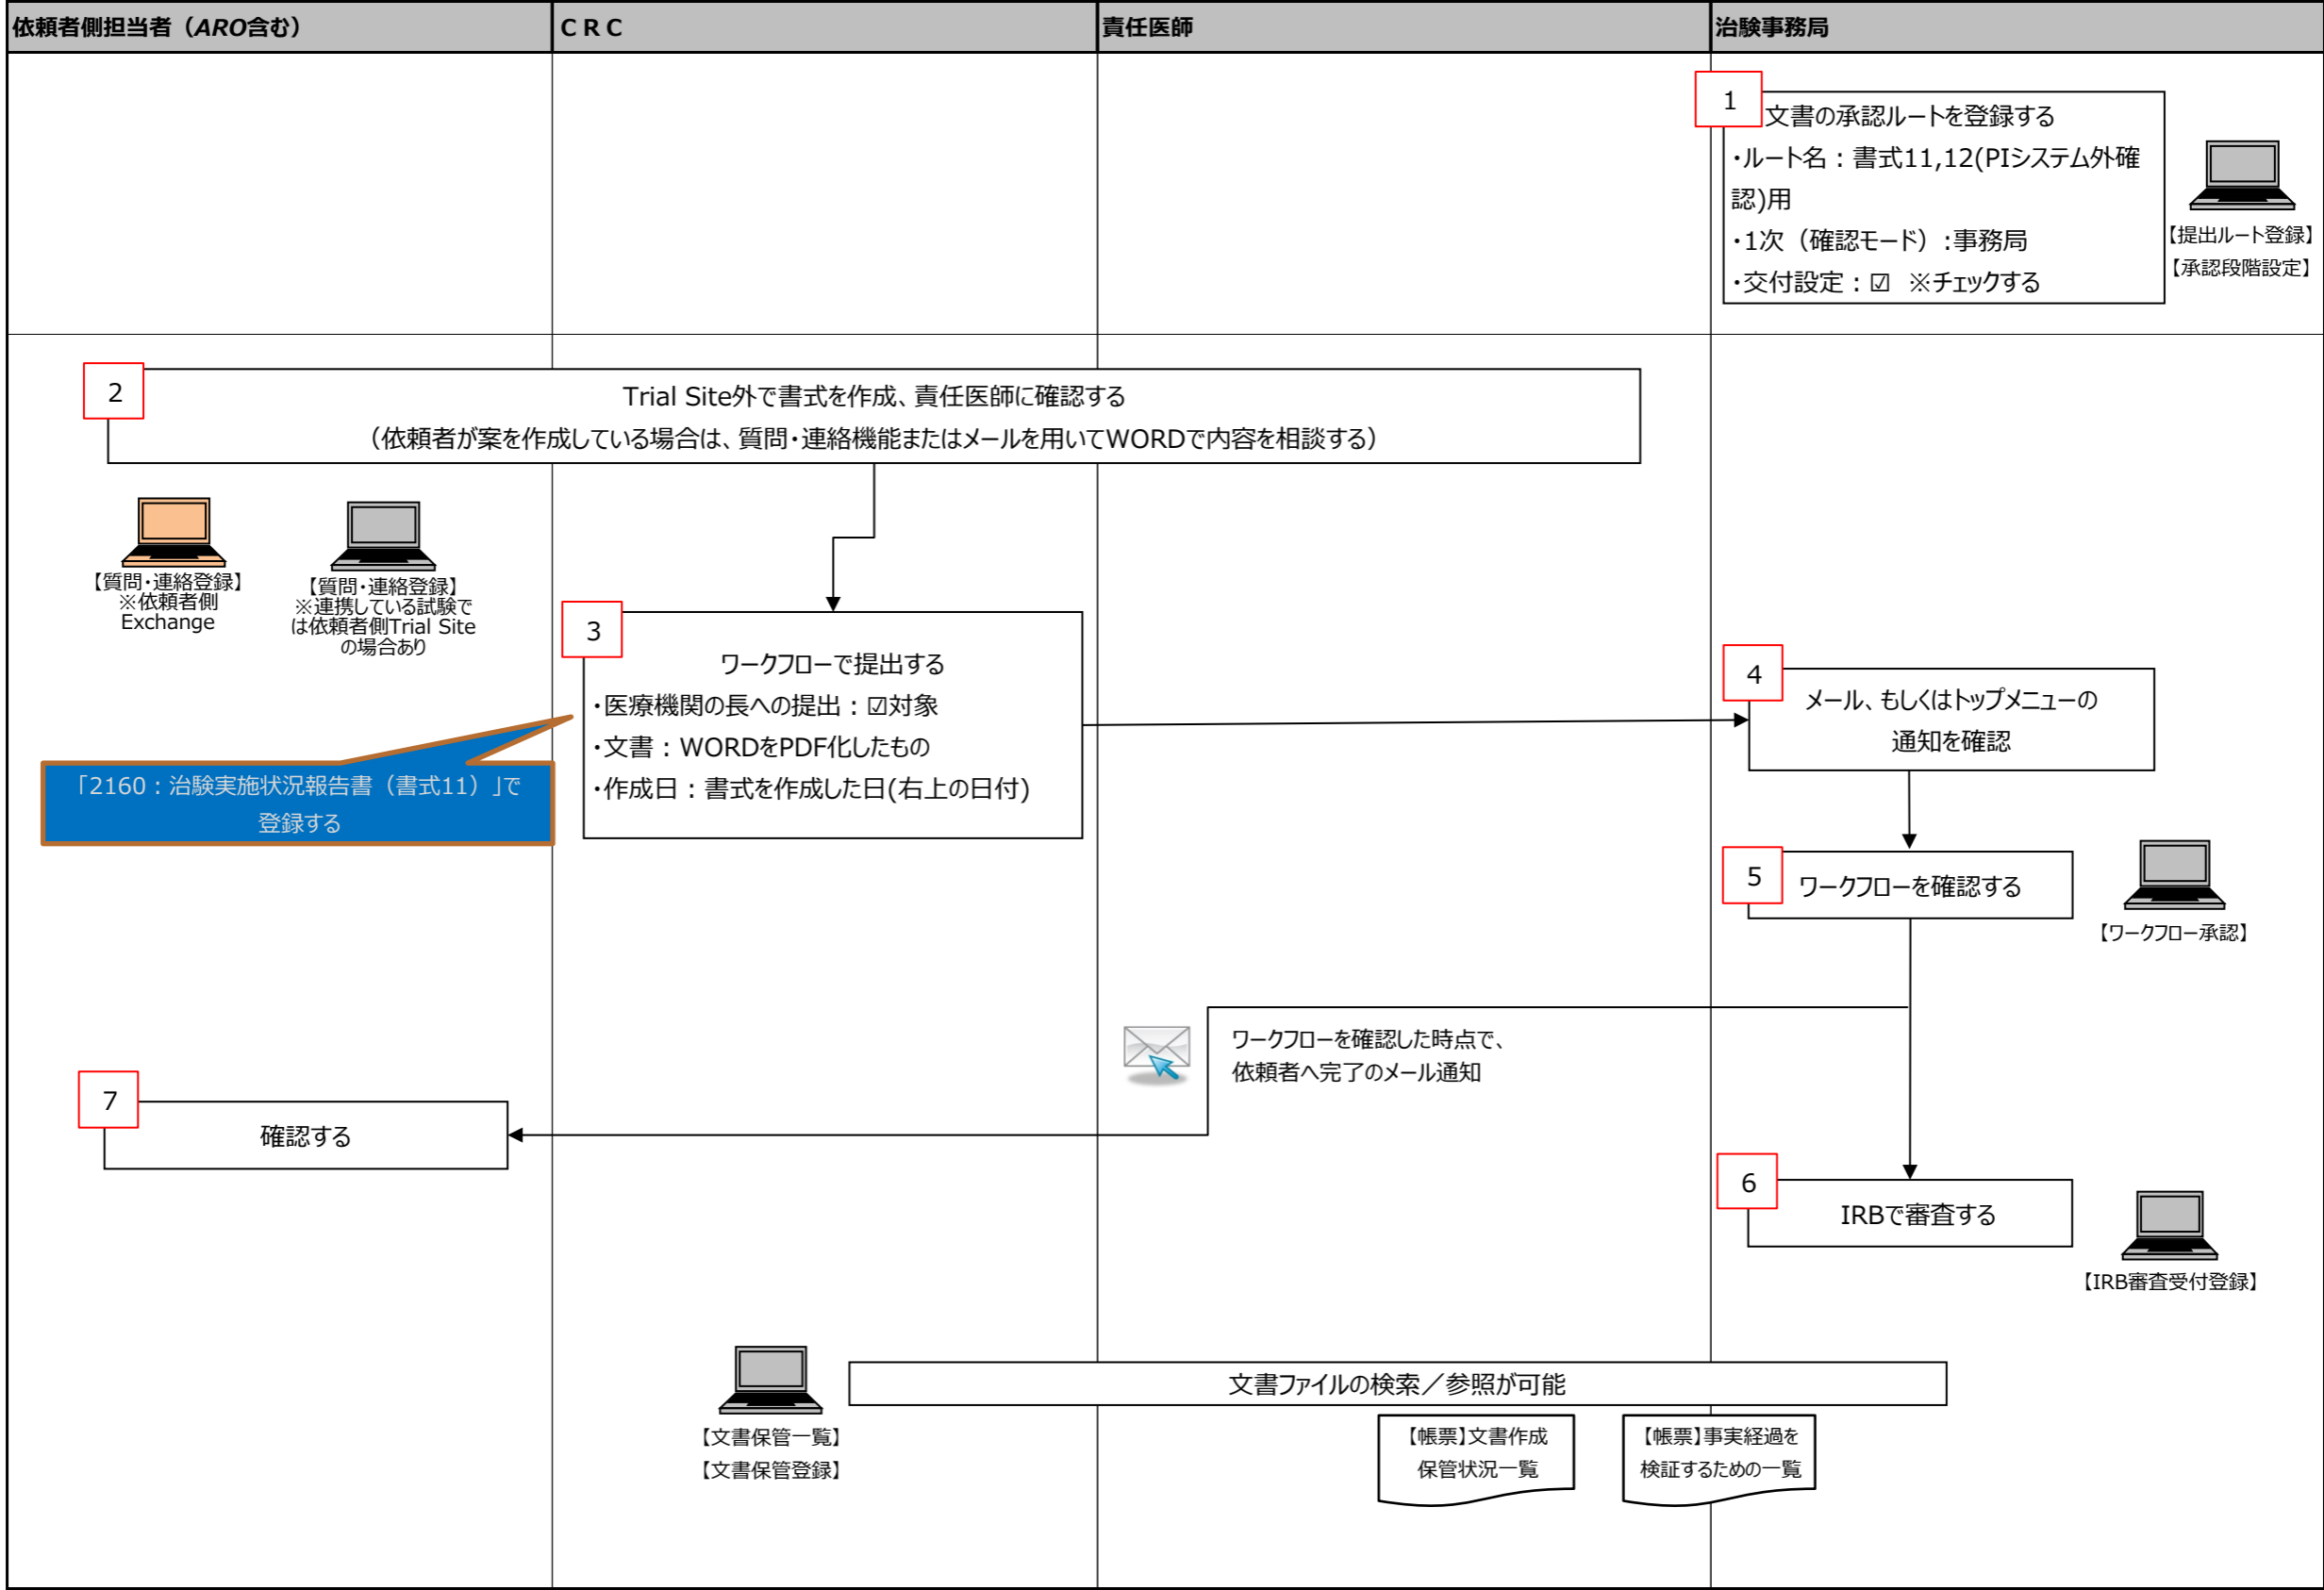 依頼者側担当者（ARO含む）
ＣＲＣ
責任医師
治験事務局
1
文書の承認ルートを登録する
・ルート名：書式11,12(PIシステム外確
認)用
・1次（確認モード）:事務局
・交付設定：☑　※チェックする
【提出ルート登録】
【承認段階設定】
2
Trial Site外で書式を作成、責任医師に確認する
（依頼者が案を作成している場合は、質問・連絡機能またはメールを用いてWORDで内容を相談する）
【質問・連絡登録】
※依頼者側
Exchange
【質問・連絡登録】
※連携している試験で
は依頼者側Trial Site
の場合あり
3
ワークフローで提出する
・医療機関の長への提出：☑対象
・文書：WORDをPDF化したもの
・作成日：書式を作成した日(右上の日付)
「2160：治験実施状況報告書（書式11）」で
登録する
4
メール、もしくはトップメニューの
通知を確認
5
ワークフローを確認する
【ワークフロー承認】
ワークフローを確認した時点で、
依頼者へ完了のメール通知
7
確認する
6
IRBで審査する
【IRB審査受付登録】
文書ファイルの検索／参照が可能
【文書保管一覧】
【文書保管登録】
【帳票】文書作成
保管状況一覧
【帳票】事実経過を
検証するための一覧